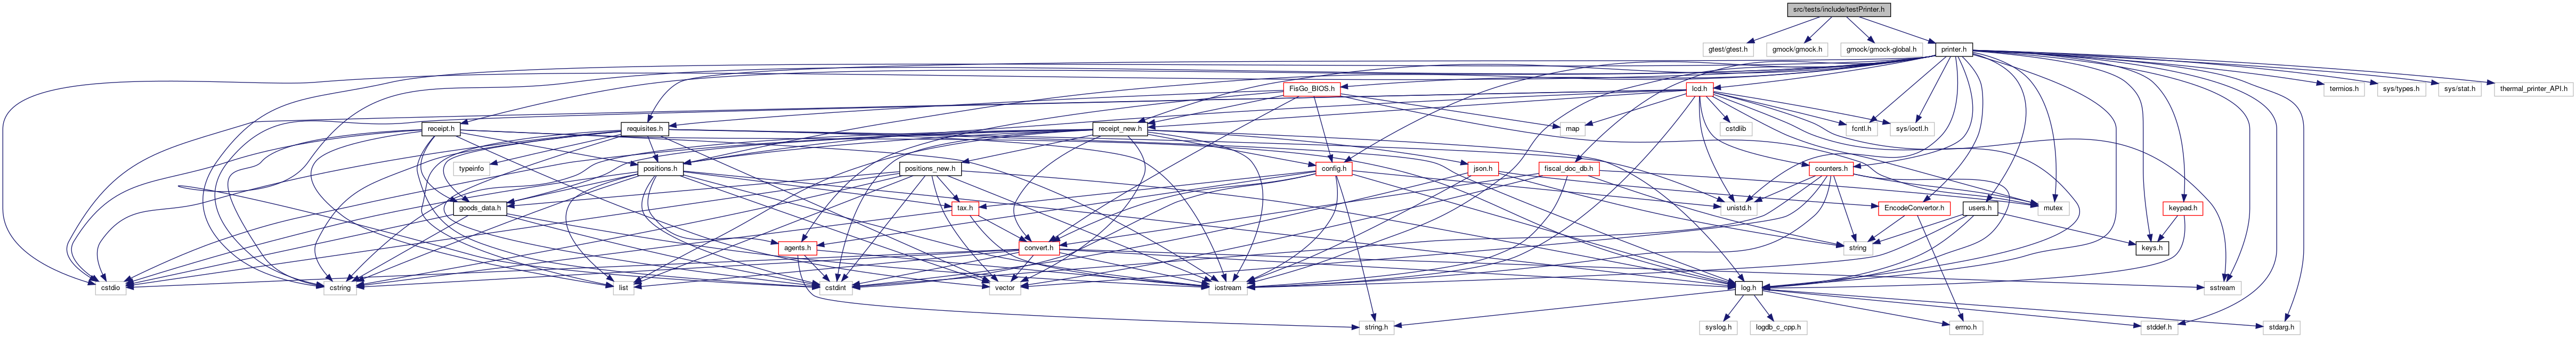 src/tests/include/testPrinter.h
gtest/gtest.h
gmock/gmock.h
gmock/gmock-global.h
printer.h
FisGo_BIOS.h
lcd.h
termios.h
sys/types.h
sys/stat.h
thermal_printer_API.h
receipt.h
requisites.h
receipt_new.h
map
cstdlib
fcntl.h
sys/ioctl.h
typeinfo
positions.h
positions_new.h
config.h
json.h
fiscal_doc_db.h
counters.h
goods_data.h
tax.h
unistd.h
EncodeConvertor.h
users.h
mutex
keypad.h
agents.h
convert.h
string
keys.h
cstdio
cstring
list
cstdint
vector
iostream
log.h
sstream
string.h
syslog.h
logdb_c_cpp.h
errno.h
stddef.h
stdarg.h